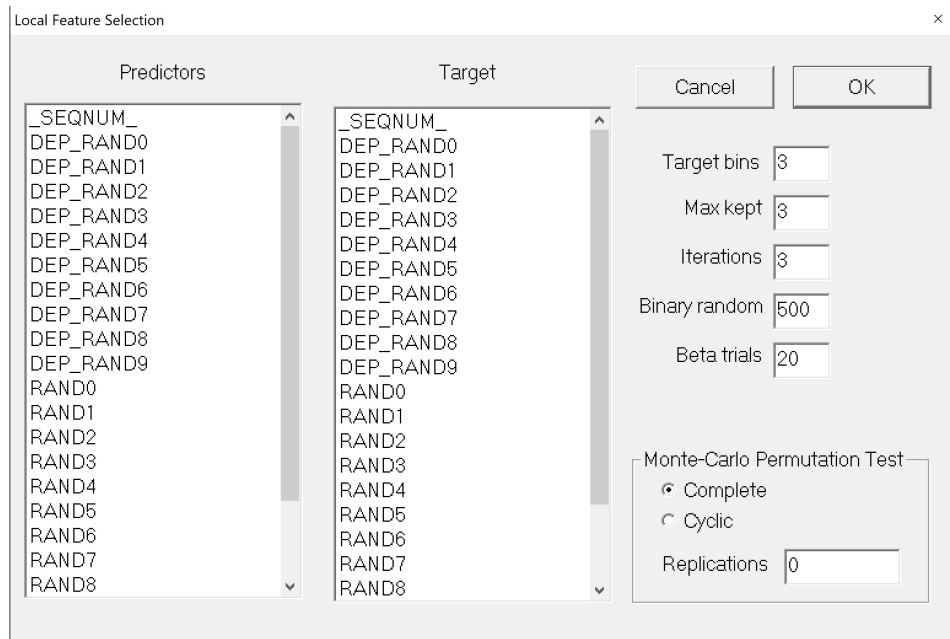 Local Feature Selection
Predictors
_SEQNUM_
DEP_RAND0
DEP_RAND1
DEP_RAND2
DEP_RAND3
DEP_RAND4
DEP_RAND5
DEP_RAND6
DEP_RAND7
DEP_RAND8
DEP_RAND9
RAND0
RAND1
RAND2
RAND3
RAND4
RAND5
RAND6
RAND7
RAND8
Target
_SEQNUM_
DEP_RAND0
DEP_RAND1
DEP_RAND2
DEP_RAND3
DEP_RAND4
DEP_RAND5
DEP_RAND6
DEP_RAND7
DEP_RAND8
DEP_RAND9
RAND0
RAND1
RAND2
RAND3
RAND4
RAND5
RAND6
RAND7
RAND8
Cancel
OK
Target bins 3
Max kept 3
Iterations 3
Binary random 500
Beta trials 20
Monte-Carlo Permutation Test
Complete
Cyclic
Replications 0